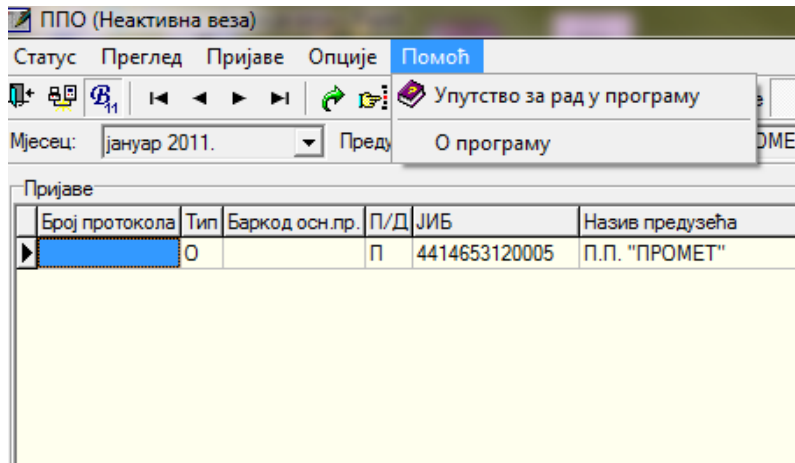 ППО (Неактивна веза)
Статус Преглед Пријаве Опције Помоћ
B 11 Упутство за рад у програму
Мјесец: јануар 2011. О програму
Пријаве
Број протокола Тип Баркод осн.пр. П/Д ЈИБ Назив предузећа
О П 4414653120005 П.П. "ПРОМЕТ"